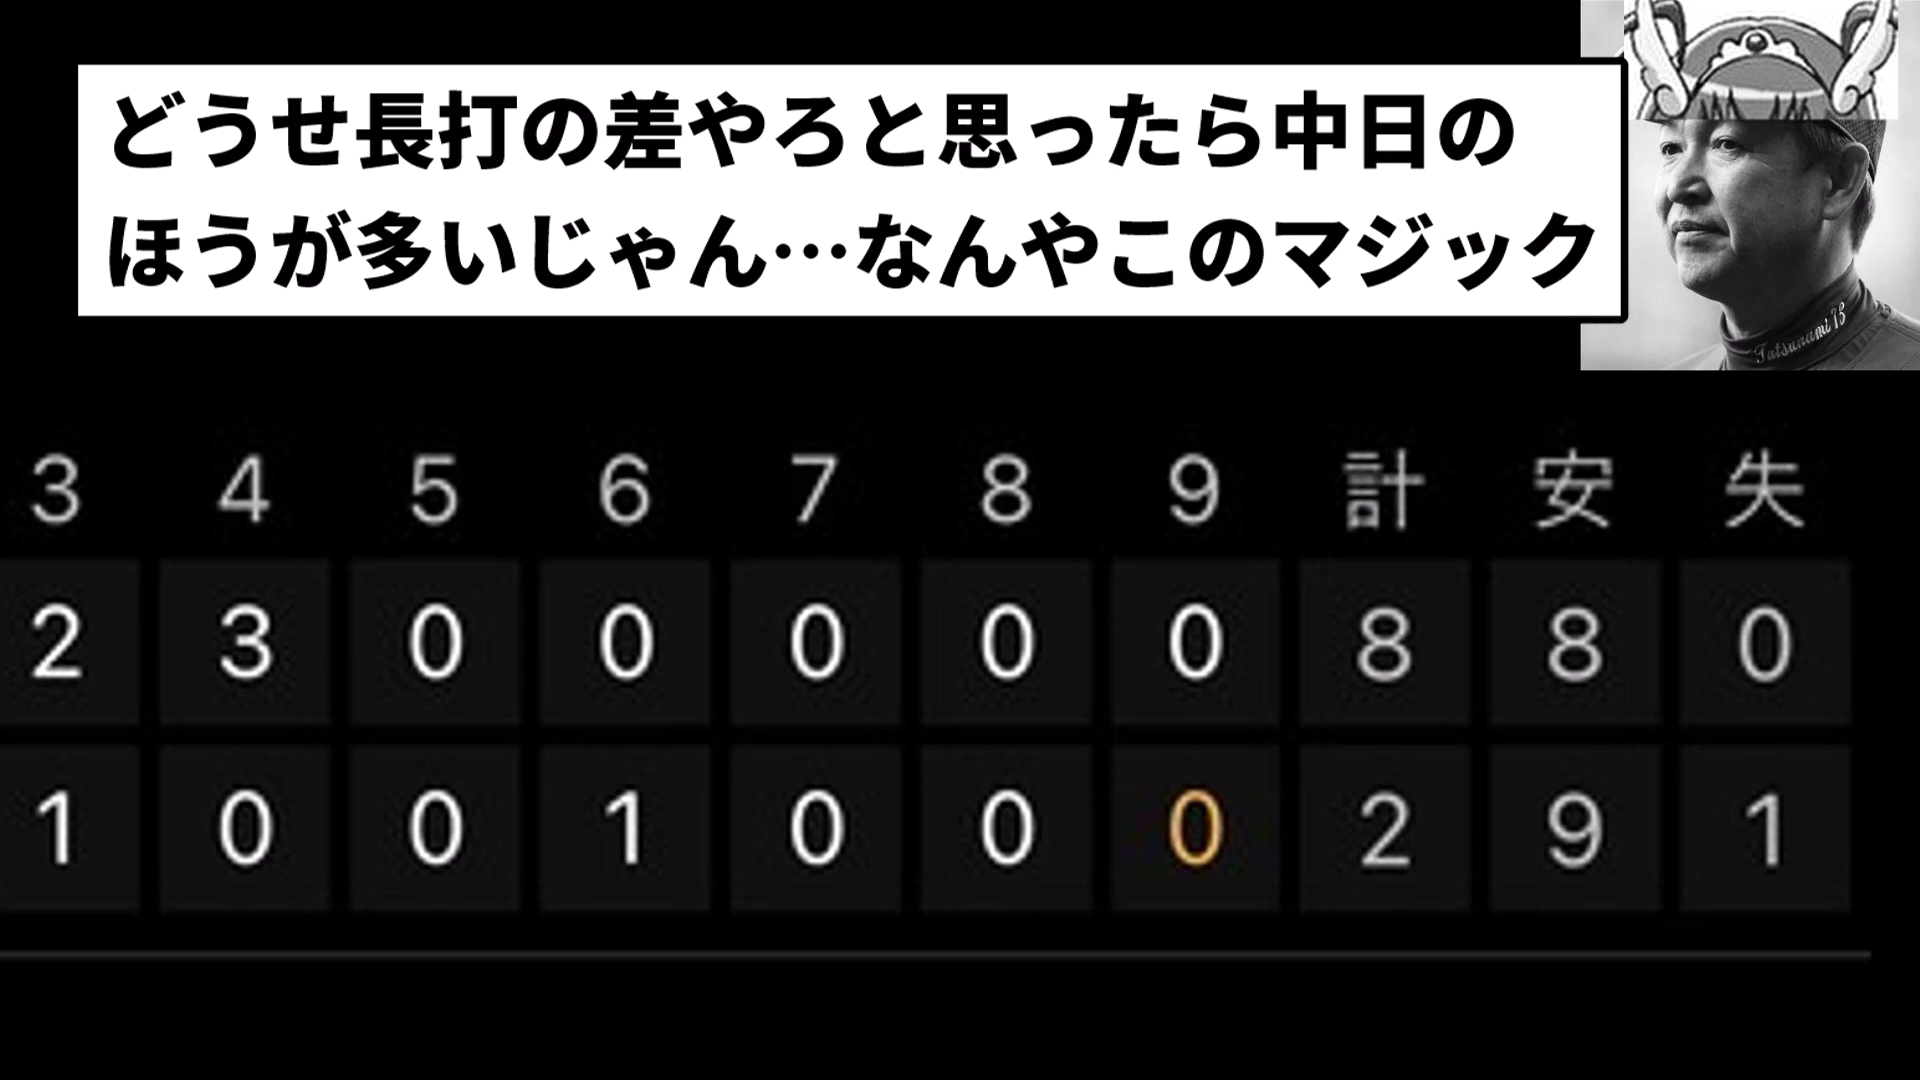 どうせ長打の差やろと思ったら中日の
ほうが多いじゃん…なんやこのマジック
Tatsunami 73
3 4 5 6 7 8 9 計 安 失
2 3 0 0 0 0 0 8 8 0
1 0 0 1 0 0 0 2 9 1